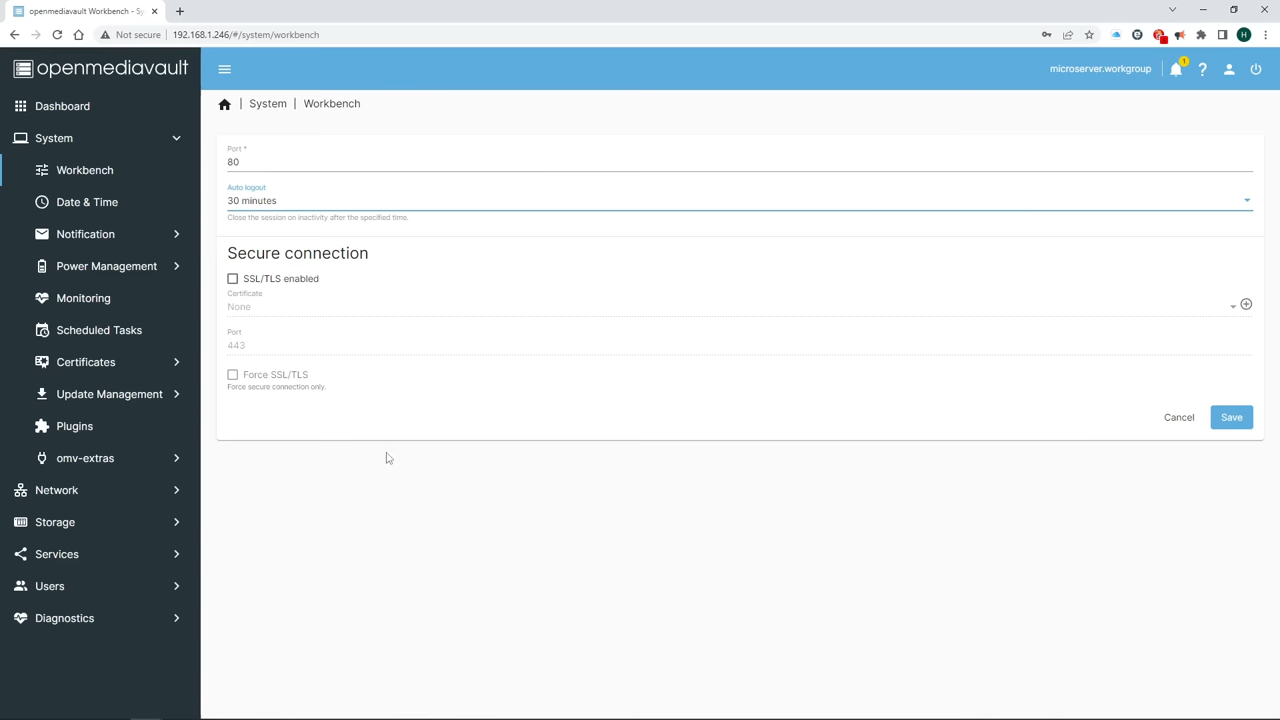 openmediavault Workbench - Sy
Not secure
192.168.1.246/#/system/workbench
H
openmediavault
microserver.workgroup
1
Dashboard
System
Workbench
Date & Time
Notification
Power Management
Monitoring
Scheduled Tasks
Certificates
Update Management
Plugins
omv-extras
Network
Storage
Services
Users
Diagnostics
| System | Workbench
Port *
80
Auto logout
30 minutes
Close the session on inactivity after the specified time.
Secure connection
SSL/TLS enabled
Certificate
None
Port
443
Force SSL/TLS
Force secure connection only.
Cancel
Save